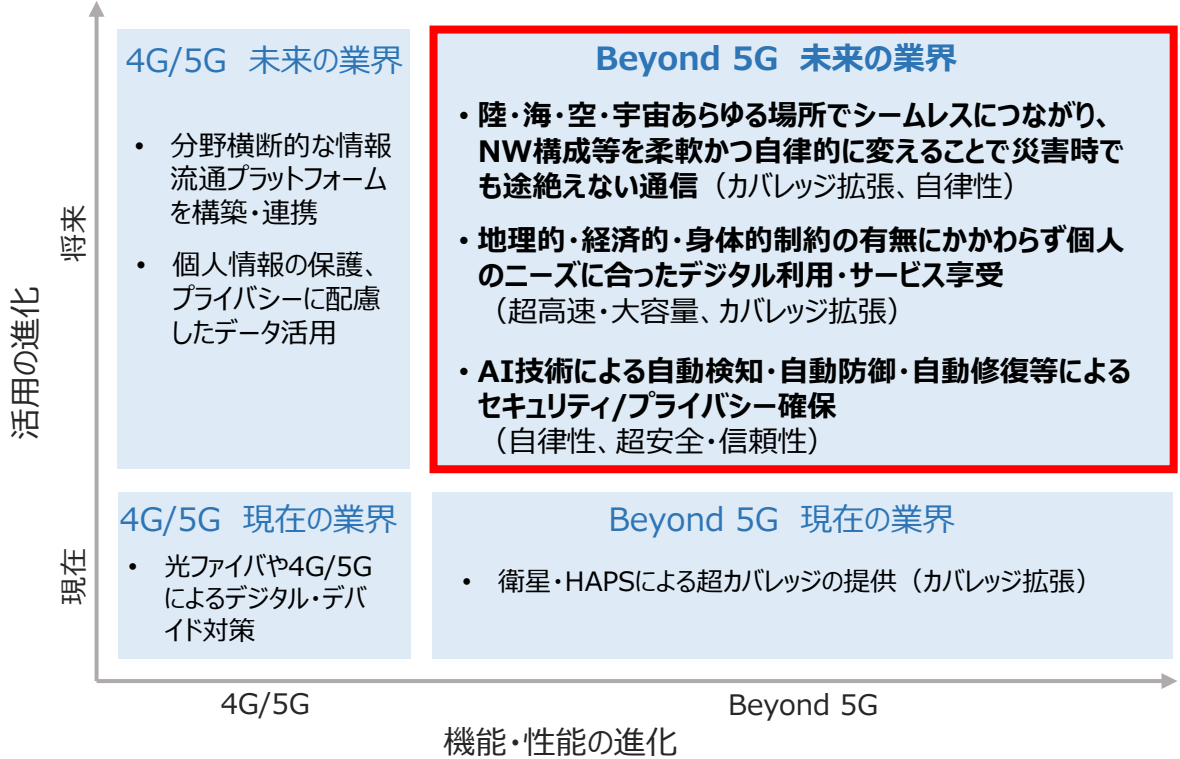 4G/5G 未来の業界
• 分野横断的な情報
流通プラットフォーム
を構築・連携
• 個人情報の保護、
プライバシーに配慮
したデータ活用
Beyond 5G 未来の業界
・陸・海・空・宇宙あらゆる場所でシームレスにつながり、
NW構成等を柔軟かつ自律的に変えることで災害時で
も途絶えない通信（カバレッジ拡張、自律性）
・地理的・経済的・身体的制約の有無にかかわらず個人
のニーズに合ったデジタル利用・サービス享受
（超高速・大容量、カバレッジ拡張）
・AI技術による自動検知・自動防御・自動修復等による
セキュリティ/プライバシー確保
（自律性、超安全・信頼性）
4G/5G 現在の業界
• 光ファイバや4G/5G
によるデジタル・デバ
イド対策
Beyond 5G 現在の業界
• 衛星・HAPSによる超カバレッジの提供（カバレッジ拡張）
活用の進化
将来
現在
4G/5G
Beyond 5G
機能・性能の進化